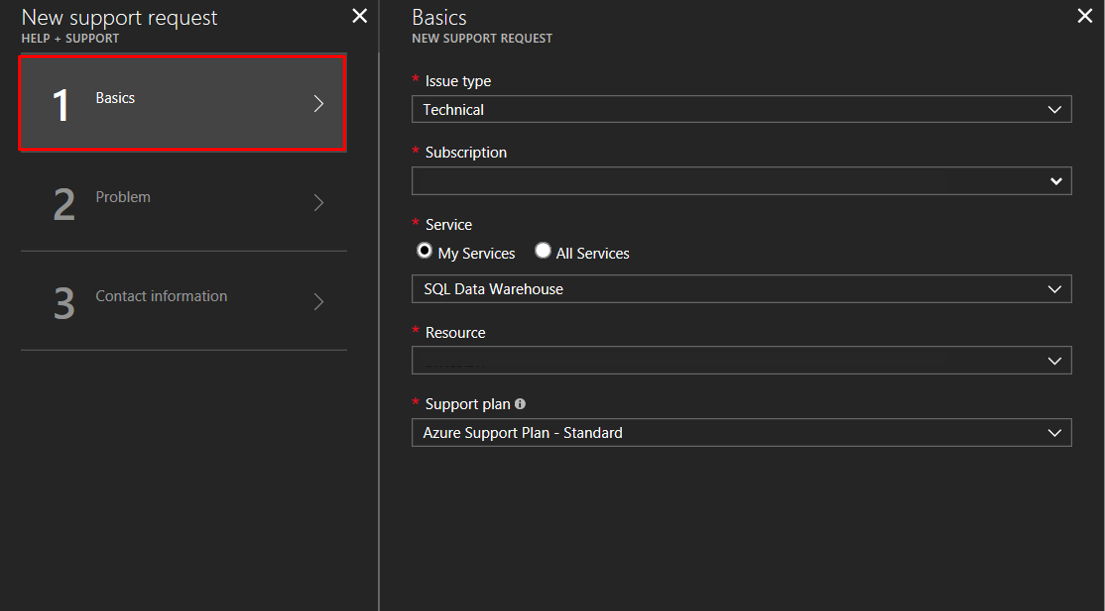 New support request
HELP + SUPPORT
1 Basics
2 Problem
3 Contact information
Basics
NEW SUPPORT REQUEST
* Issue type
Technical
* Subscription
* Service
My Services All Services
SQL Data Warehouse
* Resource
* Support plan
Azure Support Plan - Standard